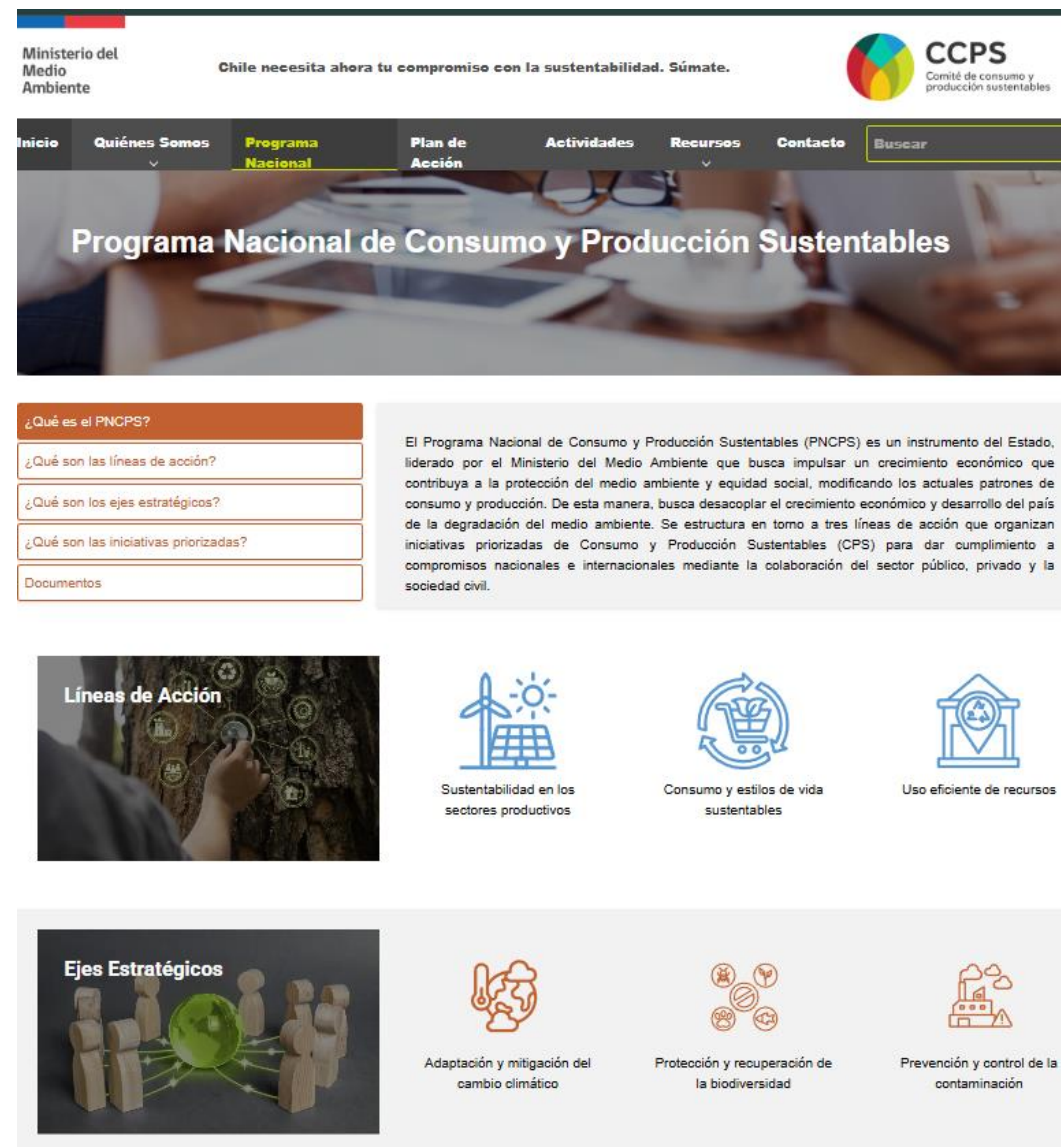 Ministerio del
Medio
Ambiente
Chile necesita ahora tu compromiso con la sustentabilidad. Súmate.
CCPS
Comité de consumo y
producción sustentables
Inicio Quiénes Somos Programa Nacional Plan de Acción Actividades Recursos Contacto Buscar
Programa Nacional de Consumo y Producción Sustentables
¿Qué es el PNCPS?
¿Qué son las líneas de acción?
¿Qué son los ejes estratégicos?
¿Qué son las iniciativas priorizadas?
Documentos
El Programa Nacional de Consumo y Producción Sustentables (PNCPS) es un instrumento del Estado,
liderado por el Ministerio del Medio Ambiente que busca impulsar un crecimiento económico que
contribuya a la protección del medio ambiente y equidad social, modificando los actuales patrones de
consumo y producción. De esta manera, busca desacoplar el crecimiento económico y desarrollo del país
de la degradación del medio ambiente. Se estructura en torno a tres líneas de acción que organizan
iniciativas priorizadas de Consumo y Producción Sustentables (CPS) para dar cumplimiento a
compromisos nacionales e internacionales mediante la colaboración del sector público, privado y la
sociedad civil.
Líneas de Acción
Sustentabilidad en los
sectores productivos
Consumo y estilos de vida
sustentables
Uso eficiente de recursos
Ejes Estratégicos
Adaptación y mitigación del
cambio climático
Protección y recuperación de
la biodiversidad
Prevención y control de la
contaminación